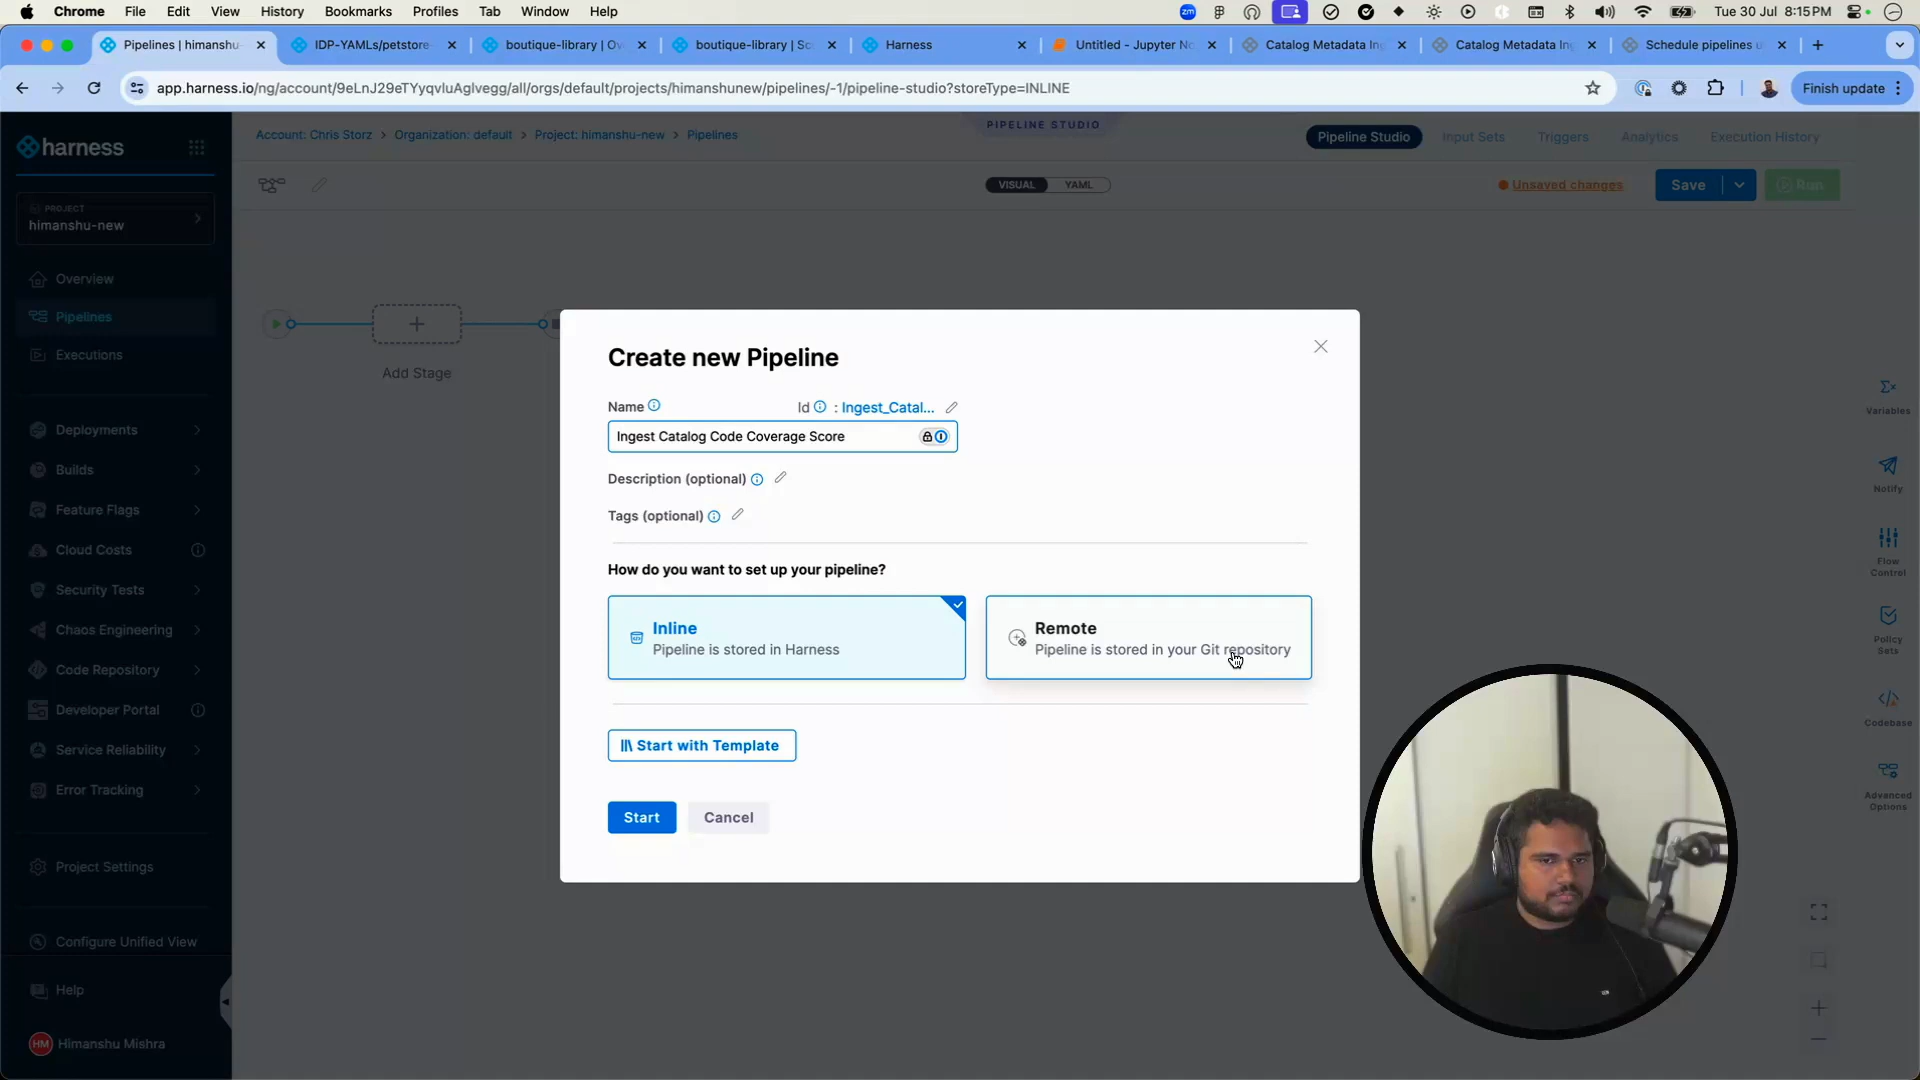 Chrome File Edit View History Bookmarks Profiles Tab Window Help
zm Tue 30 Jul 8:15 PM
Pipelines | himanshu-
IDP-YAMLs/petstore
boutique-library | Ov
boutique-library | Sc
Harness
Untitled - Jupyter No
Catalog Metadata Ing
Catalog Metadata Ing
Schedule pipelines u
app.harness.io/ng/account/9eLnJ29eTYyqvluAglvegg/all/orgs/default/projects/himanshunew/pipelines/-1/pipeline-studio?storeType=INLINE
Finish update
harness
PROJECT
himanshu-new
Overview
Pipelines
Executions
Deployments
Builds
Feature Flags
Cloud Costs
Security Tests
Chaos Engineering
Code Repository
Developer Portal
Service Reliability
Error Tracking
Project Settings
Configure Unified View
Help
HM Himanshu Mishra
Account: Chris Storz > Organization: default > Project: himanshu-new > Pipelines
PIPELINE STUDIO
Pipeline Studio Input Sets Triggers Analytics Execution History
VISUAL YAML
Unsaved changes
Save
Run
Add Stage
Create new Pipeline
Name Id : Ingest_Catal...
Ingest Catalog Code Coverage Score
Description (optional)
Tags (optional)
How do you want to set up your pipeline?
Inline
Pipeline is stored in Harness
Remote
Pipeline is stored in your Git repository
Start with Template
Start Cancel
Variables
Notify
Flow
Control
Policy
Sets
Codebase
Advanced
Options